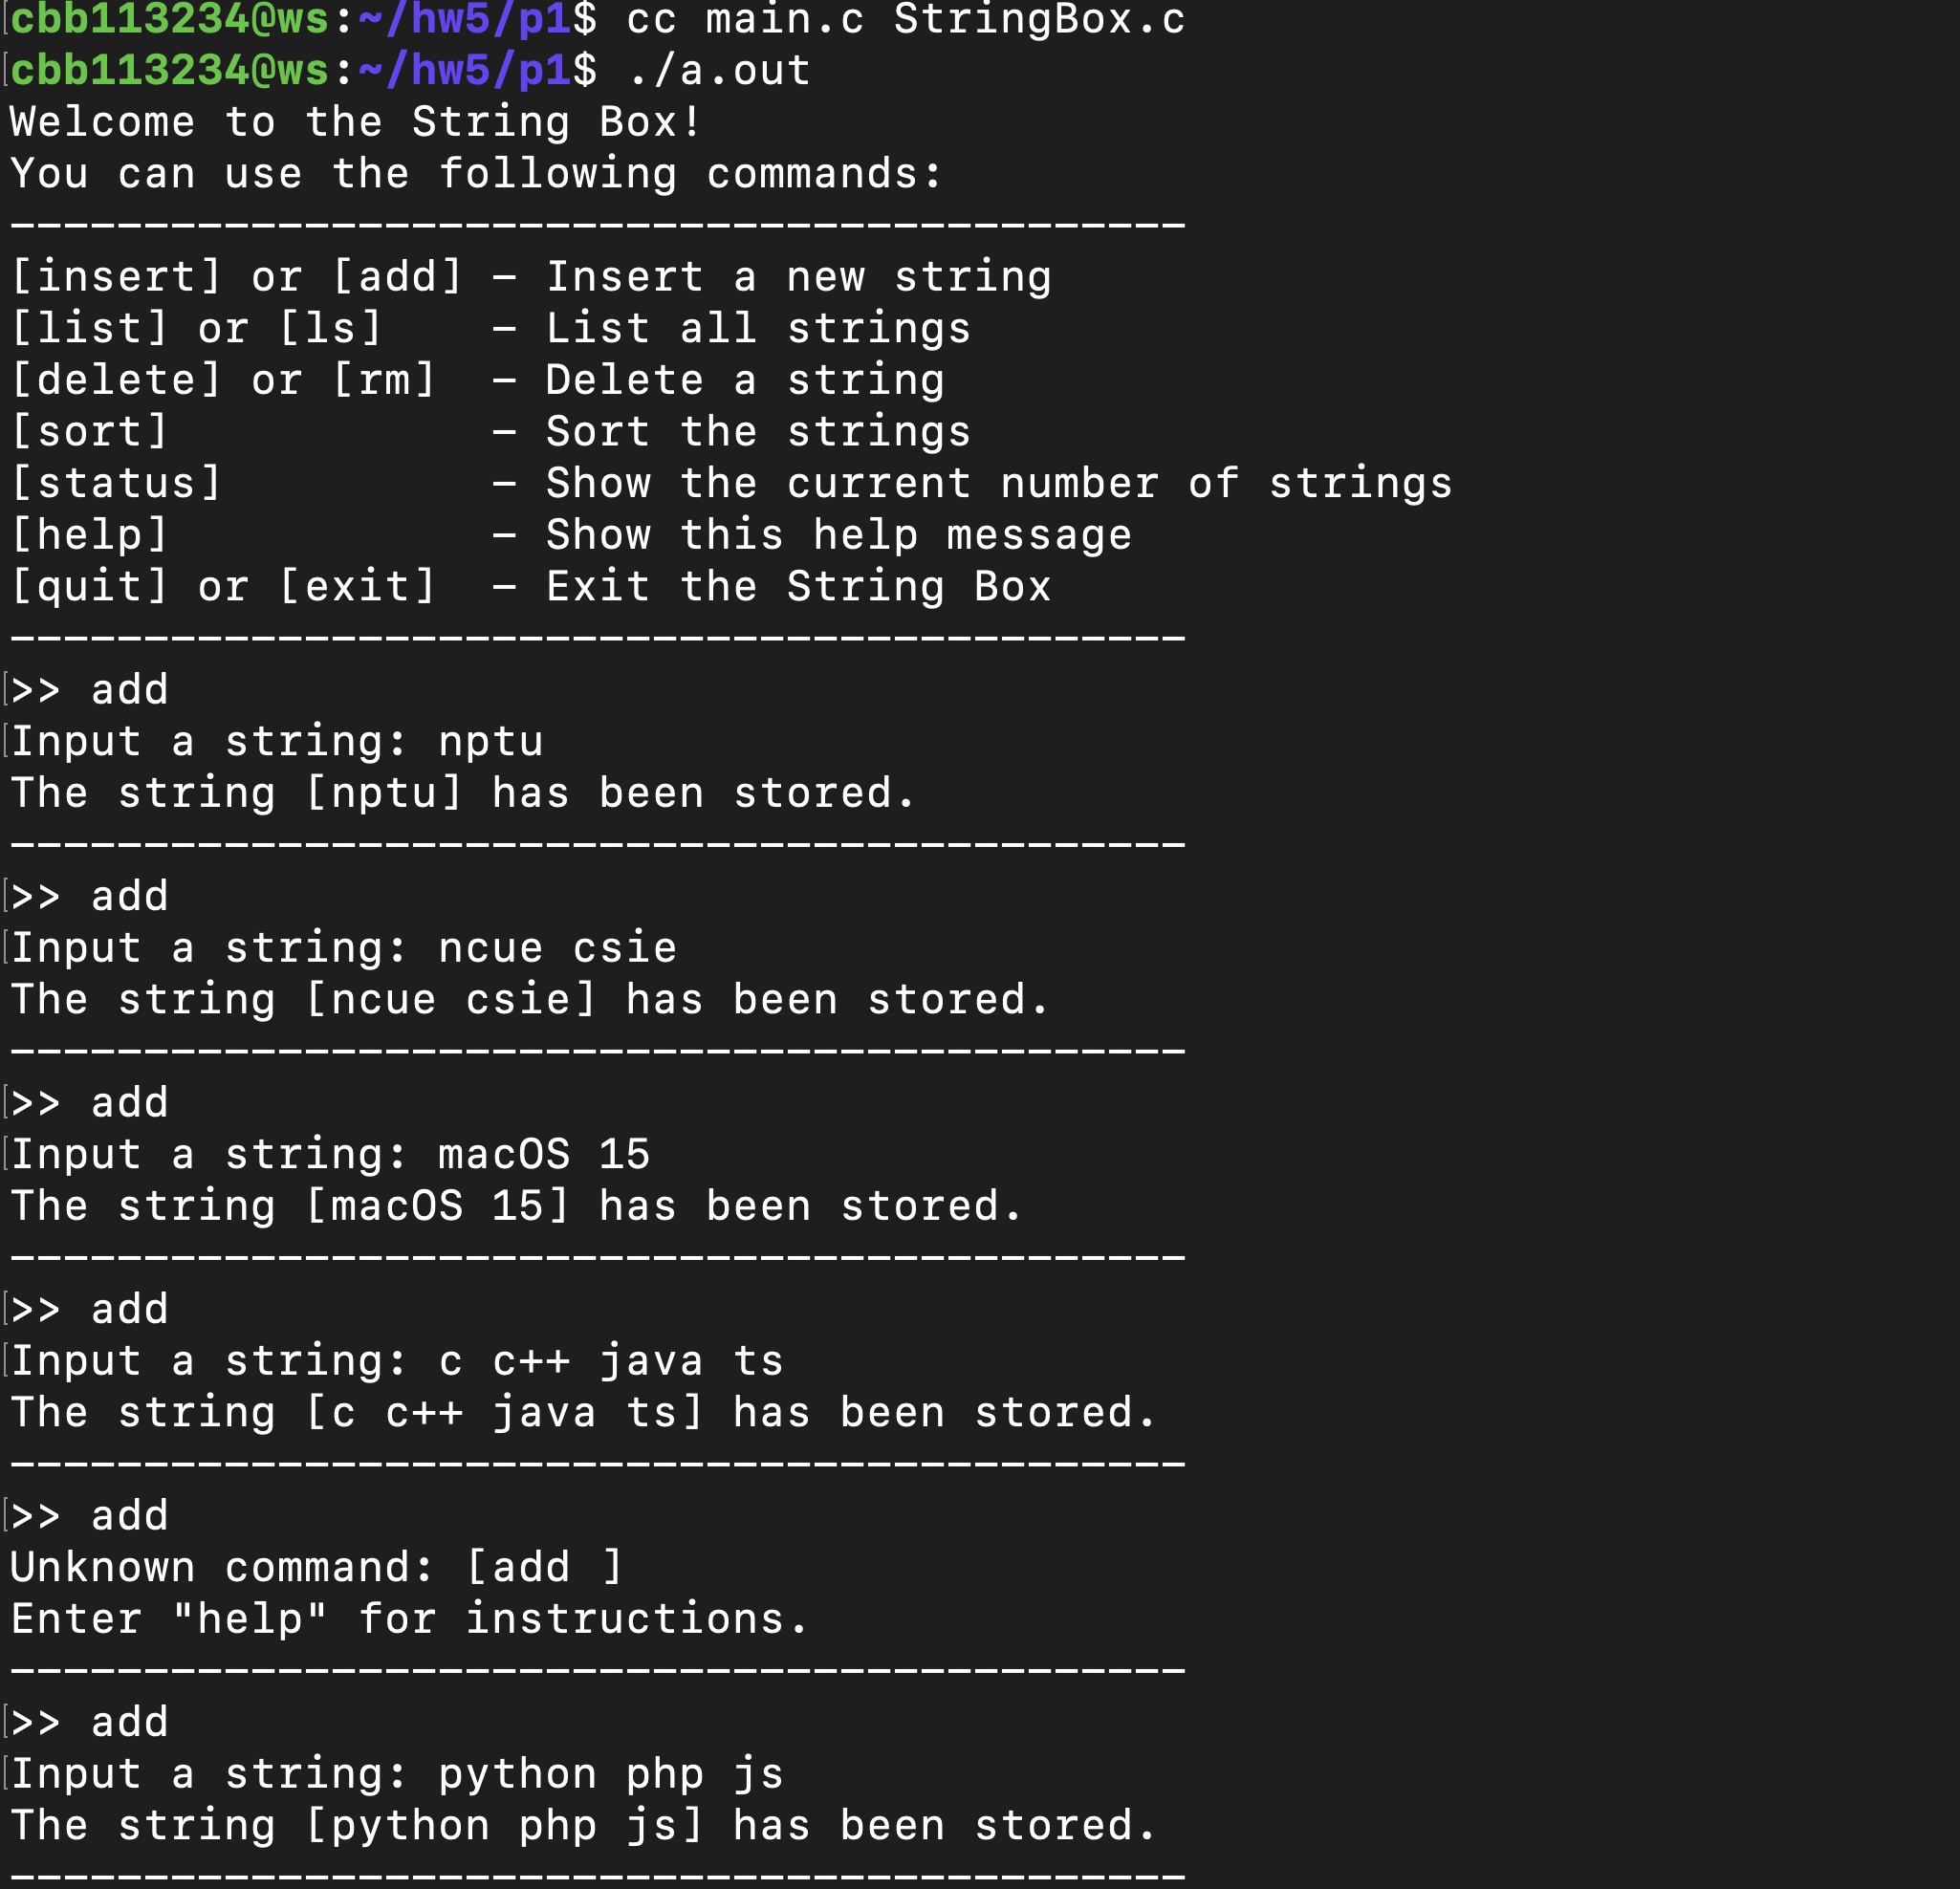 cbb113234@ws:~/hw5/p1$ cc main.c StringBox.c
cbb113234@ws:~/hw5/p1$ ./a.out
Welcome to the String Box!
You can use the following commands:
--------------------------------------------
[insert] or [add] - Insert a new string
[list] or [ls]    - List all strings
[delete] or [rm]  - Delete a string
[sort]            - Sort the strings
[status]          - Show the current number of strings
[help]            - Show this help message
[quit] or [exit]  - Exit the String Box
--------------------------------------------
>> add
Input a string: nptu
The string [nptu] has been stored.
--------------------------------------------
>> add
Input a string: ncue csie
The string [ncue csie] has been stored.
--------------------------------------------
>> add
Input a string: macOS 15
The string [macOS 15] has been stored.
--------------------------------------------
>> add
Input a string: c c++ java ts
The string [c c++ java ts] has been stored.
--------------------------------------------
>> add
Unknown command: [add ]
Enter "help" for instructions.
--------------------------------------------
>> add
Input a string: python php js
The string [python php js] has been stored.
--------------------------------------------